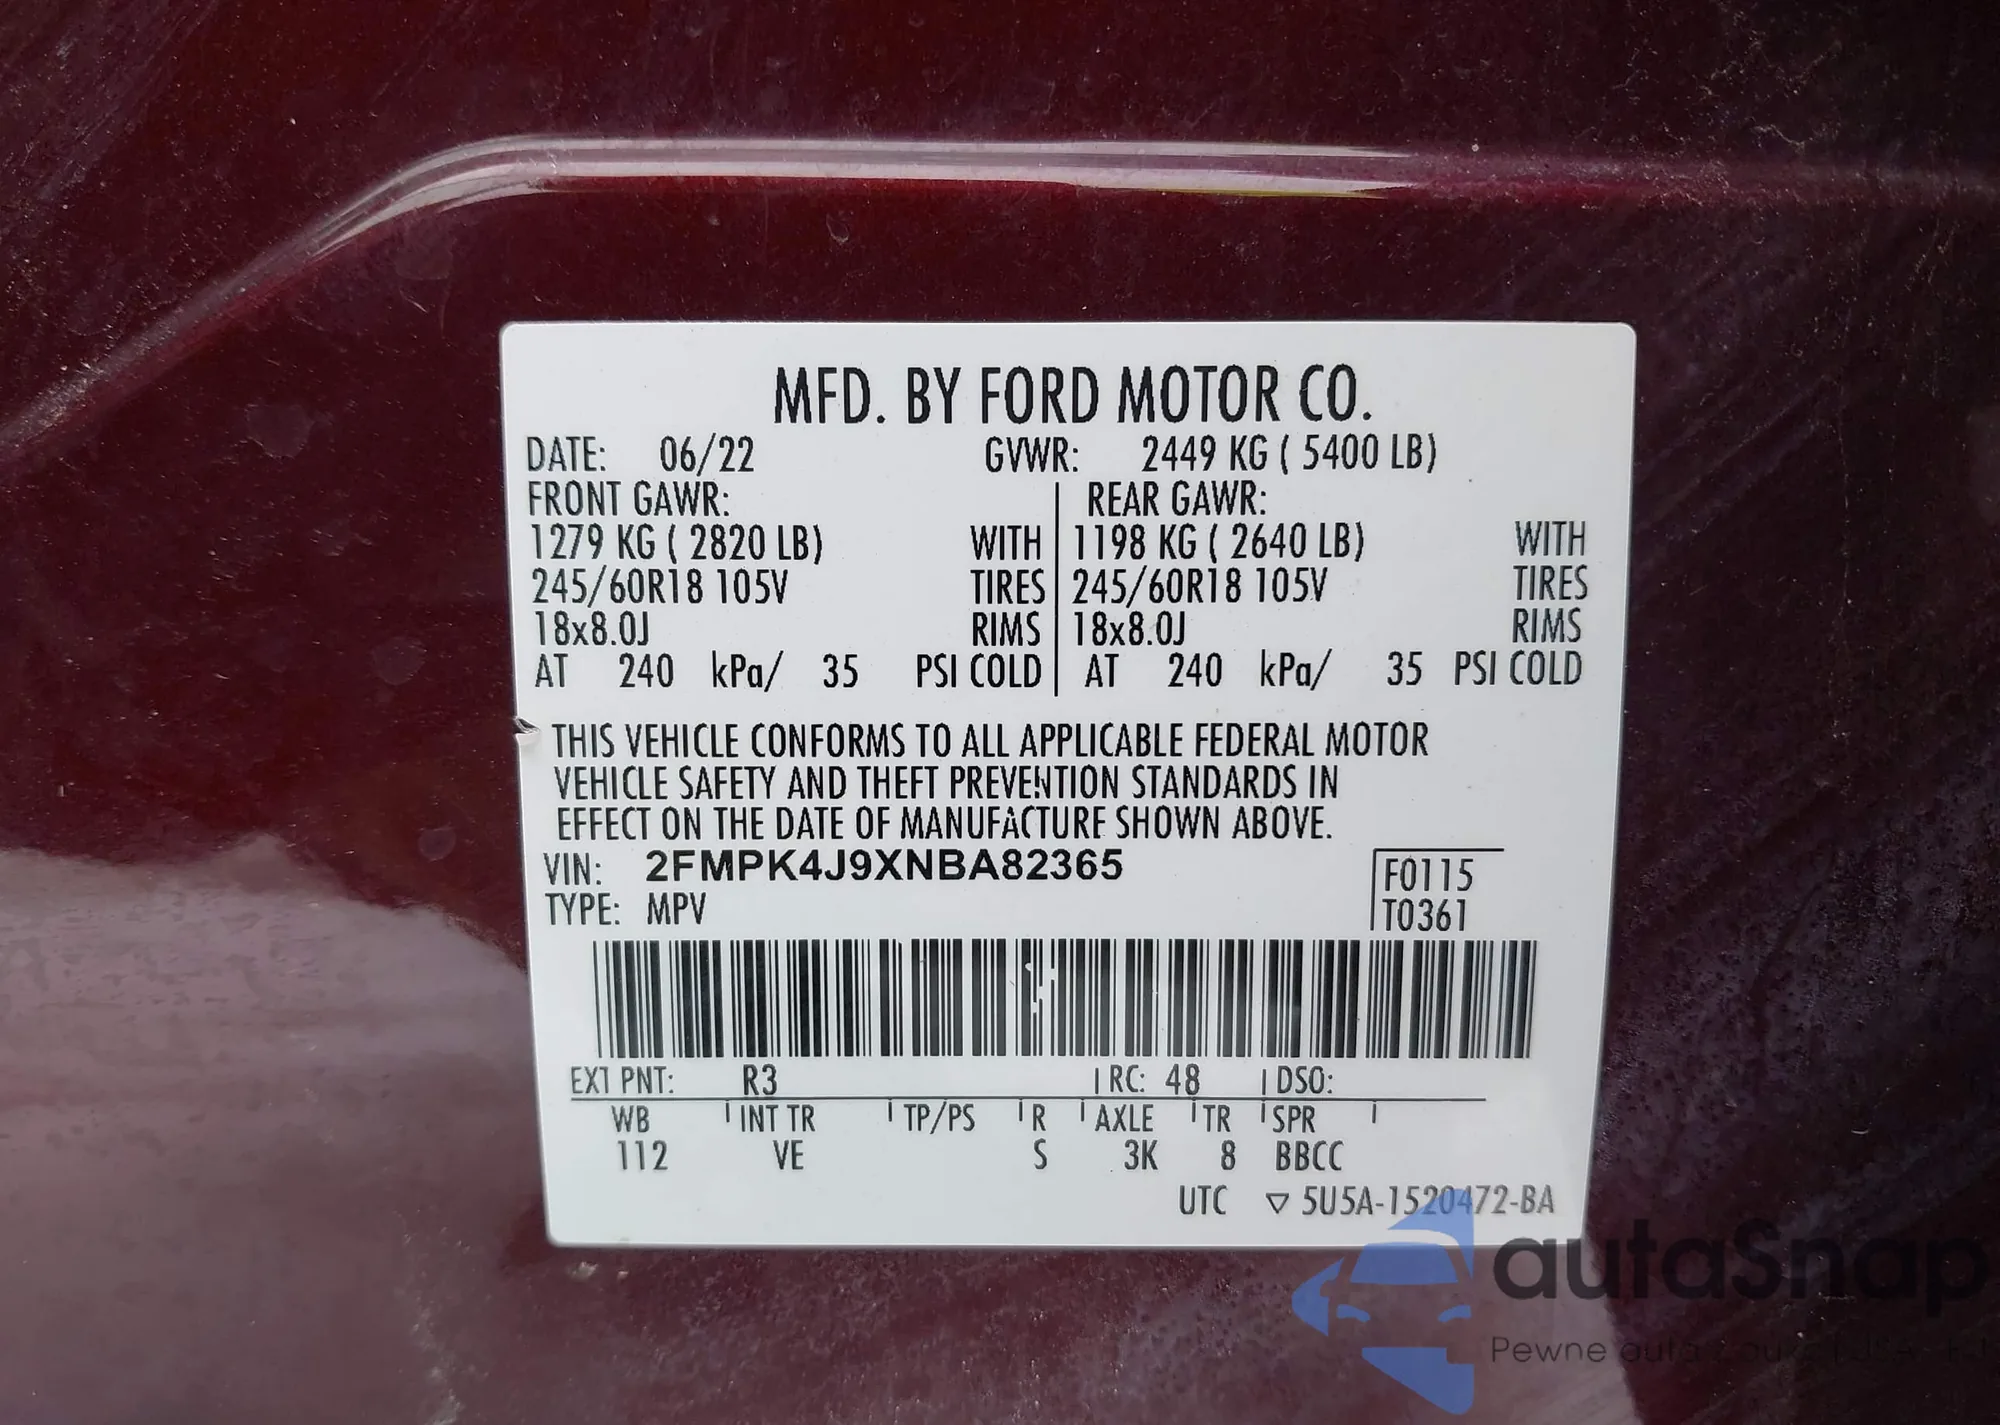 MFD. BY FORD MOTOR CO.
DATE: 06/22 GVWR: 2449 KG ( 5400 LB)
FRONT GAWR: REAR GAWR:
1279 KG ( 2820 LB) WITH 1198 KG ( 2640 LB) WITH
245/60R18 105V TIRES 245/60R18 105V TIRES
18x8.0J RIMS 18x8.0J RIMS
AT 240 kPa/ 35 PSI COLD AT 240 kPa/ 35 PSI COLD
THIS VEHICLE CONFORMS TO ALL APPLICABLE FEDERAL MOTOR
VEHICLE SAFETY AND THEFT PREVENTION STANDARDS IN
EFFECT ON THE DATE OF MANUFACTURE SHOWN ABOVE.
VIN: 2FMPK4J9XNBA82365 F0115
TYPE: MPV T0361
EXT PNT: R3 RC: 48 DSO:
WB INT TR TP/PS R AXLE TR SPR
112 VE S 3K 8 BBCC
UTC ▽ 5U5A-1520472-BA
autaSnap
Pewne auta z